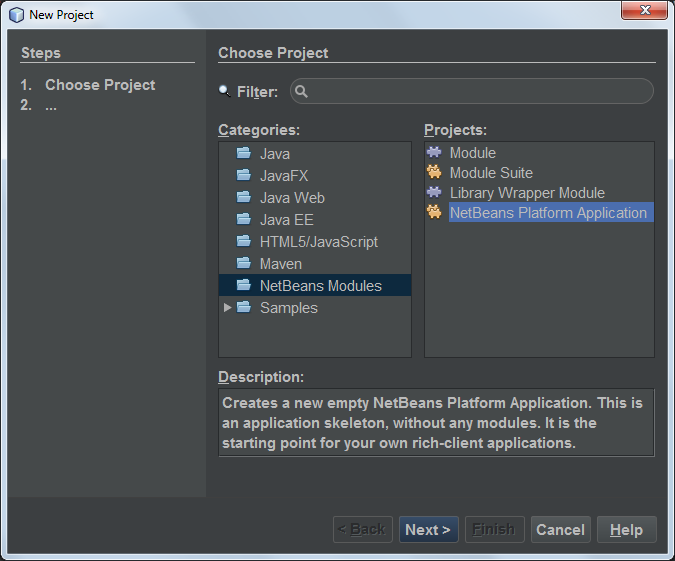 New Project
Steps
1. Choose Project
2. ...
Choose Project
Filter:
Categories:
Java
JavaFX
Java Web
Java EE
HTML5/JavaScript
Maven
NetBeans Modules
Samples
Projects:
Module
Module Suite
Library Wrapper Module
NetBeans Platform Application
Description:
Creates a new empty NetBeans Platform Application. This is
an application skeleton, without any modules. It is the
starting point for your own rich-client applications.
< Back Next > Finish Cancel Help